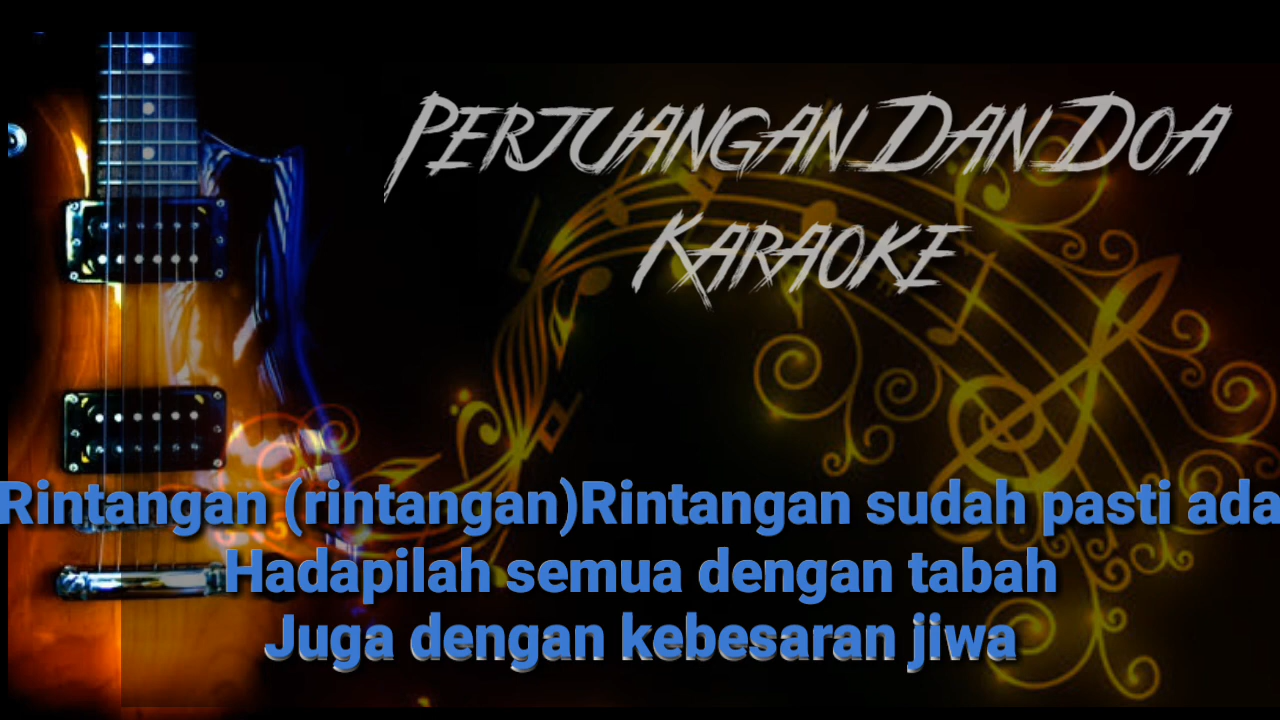 PERJUANGAN DAN DOA
KARAOKE
Rintangan (rintangan)Rintangan sudah pasti ada
Hadapilah semua dengan tabah
Juga dengan kebesaran jiwa